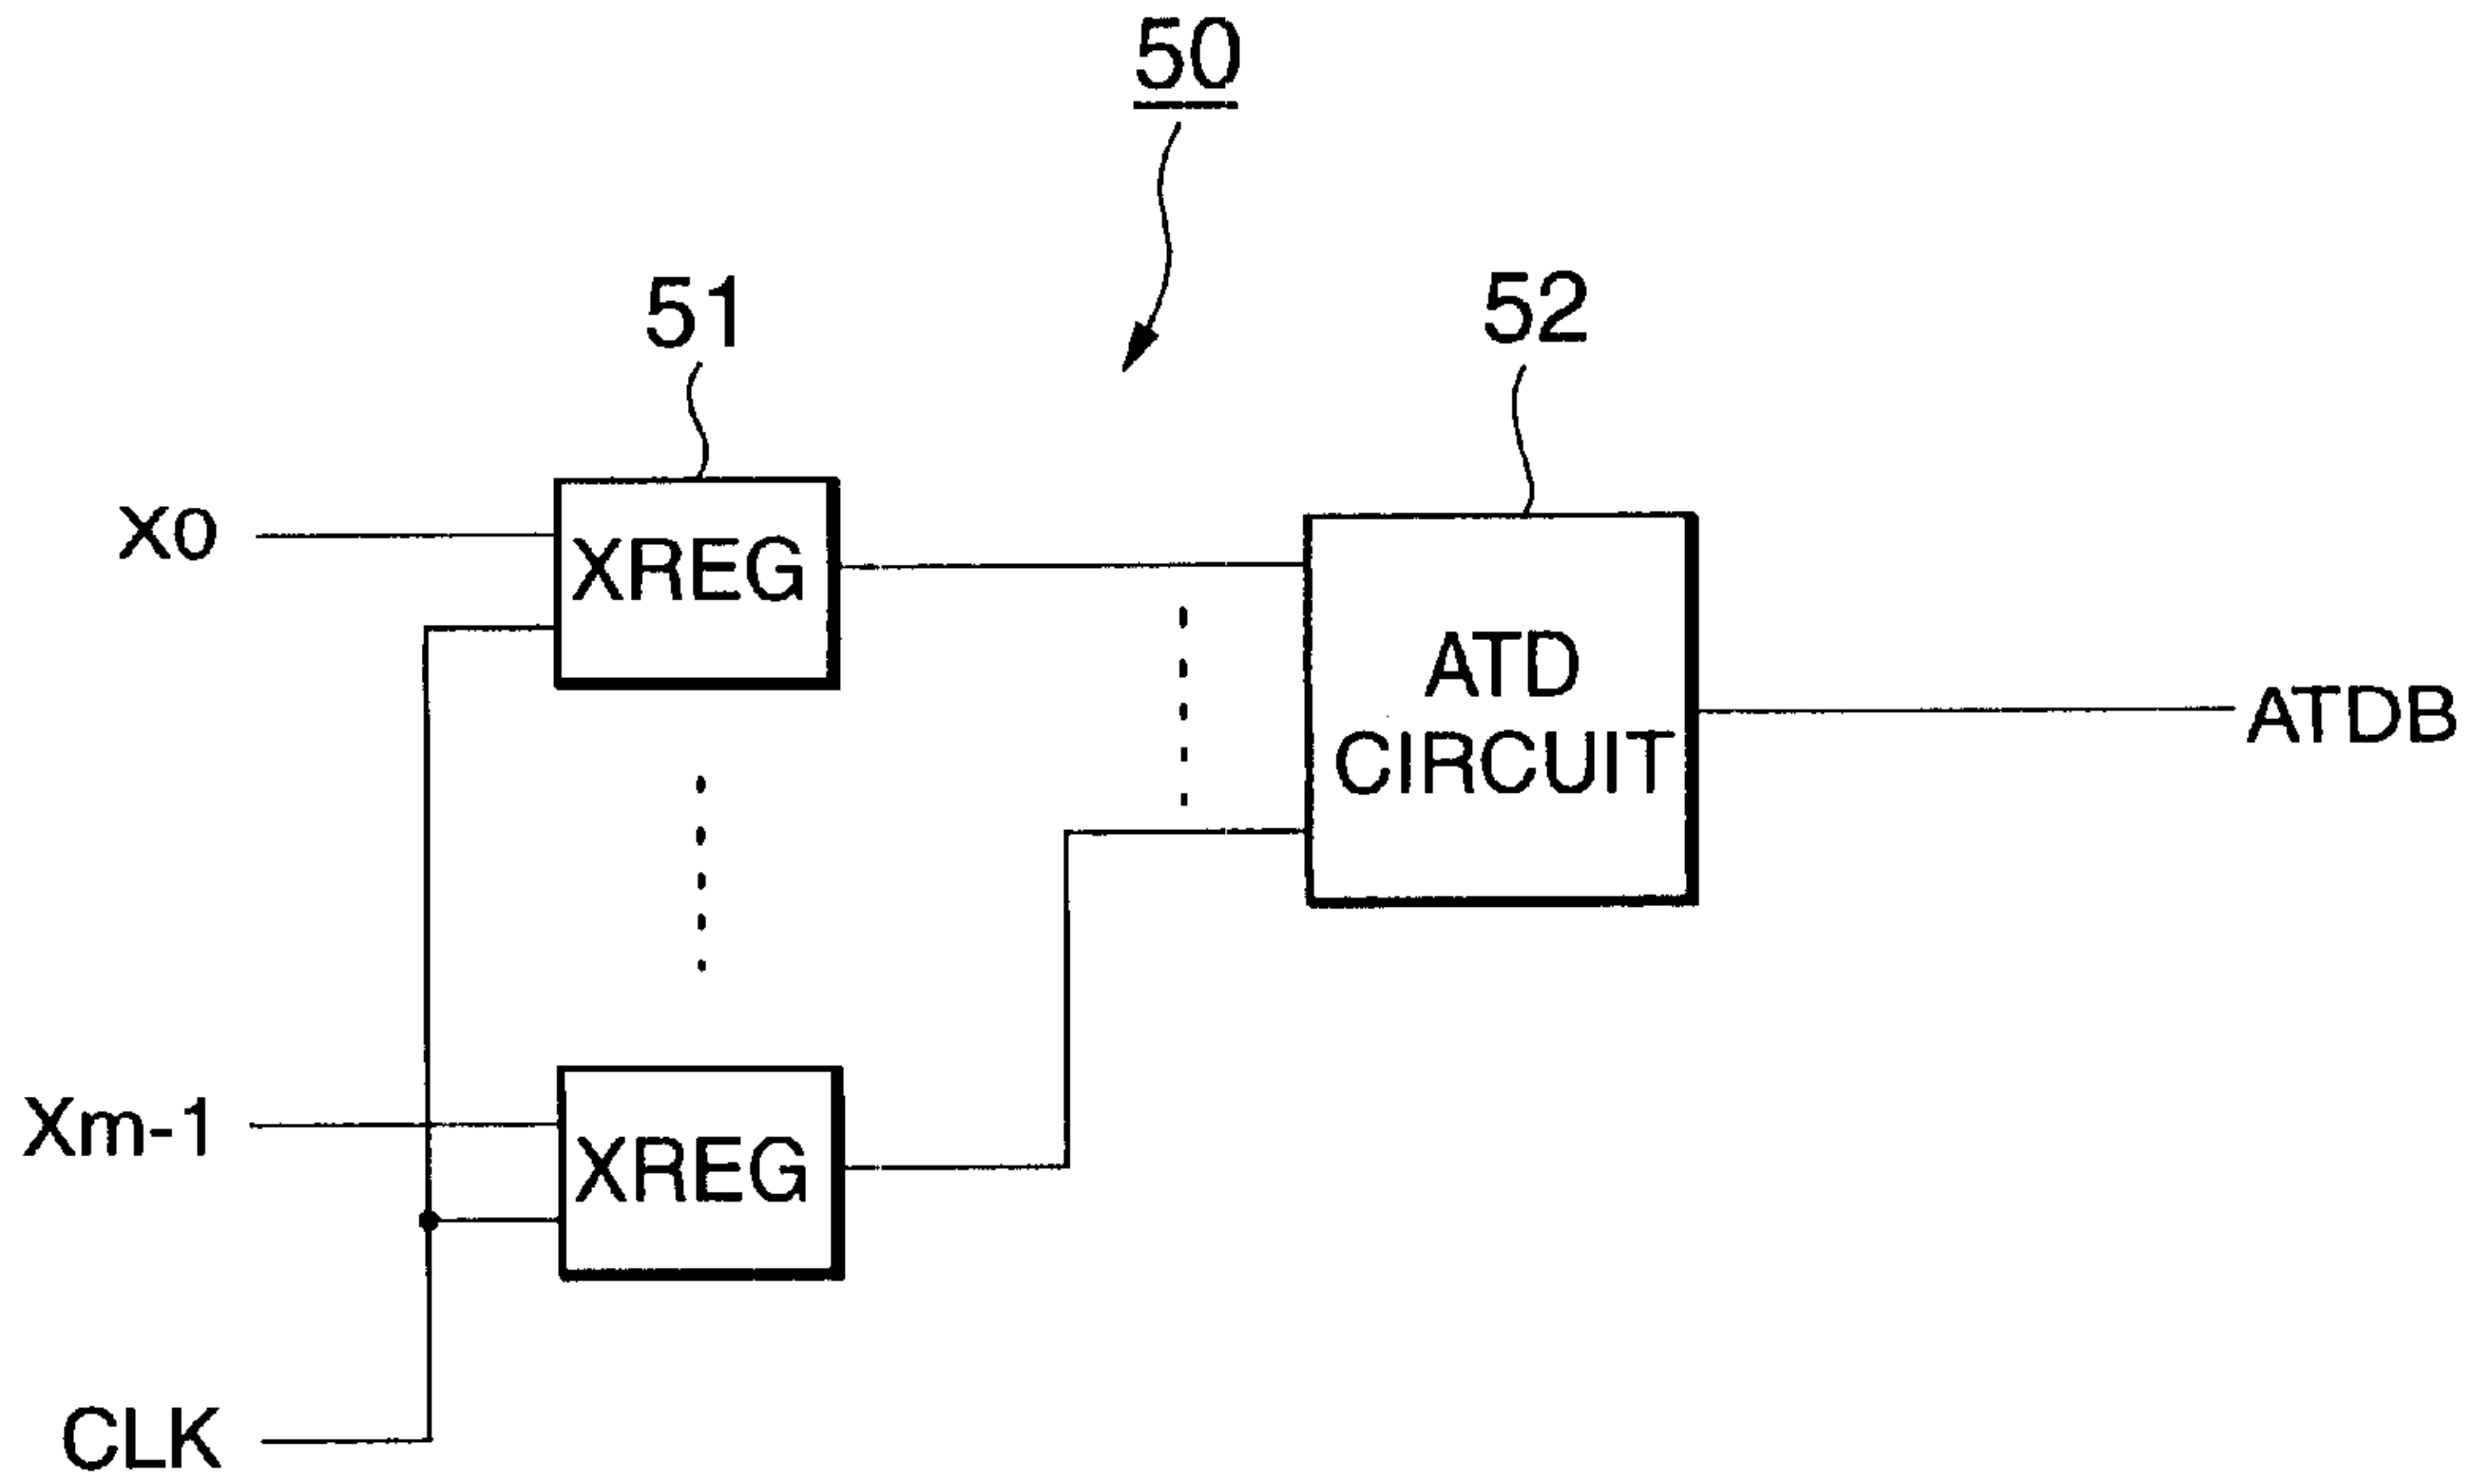 50
51
52
X0
XREG
ATD
CIRCUIT
ATDB
Xm-1
XREG
CLK